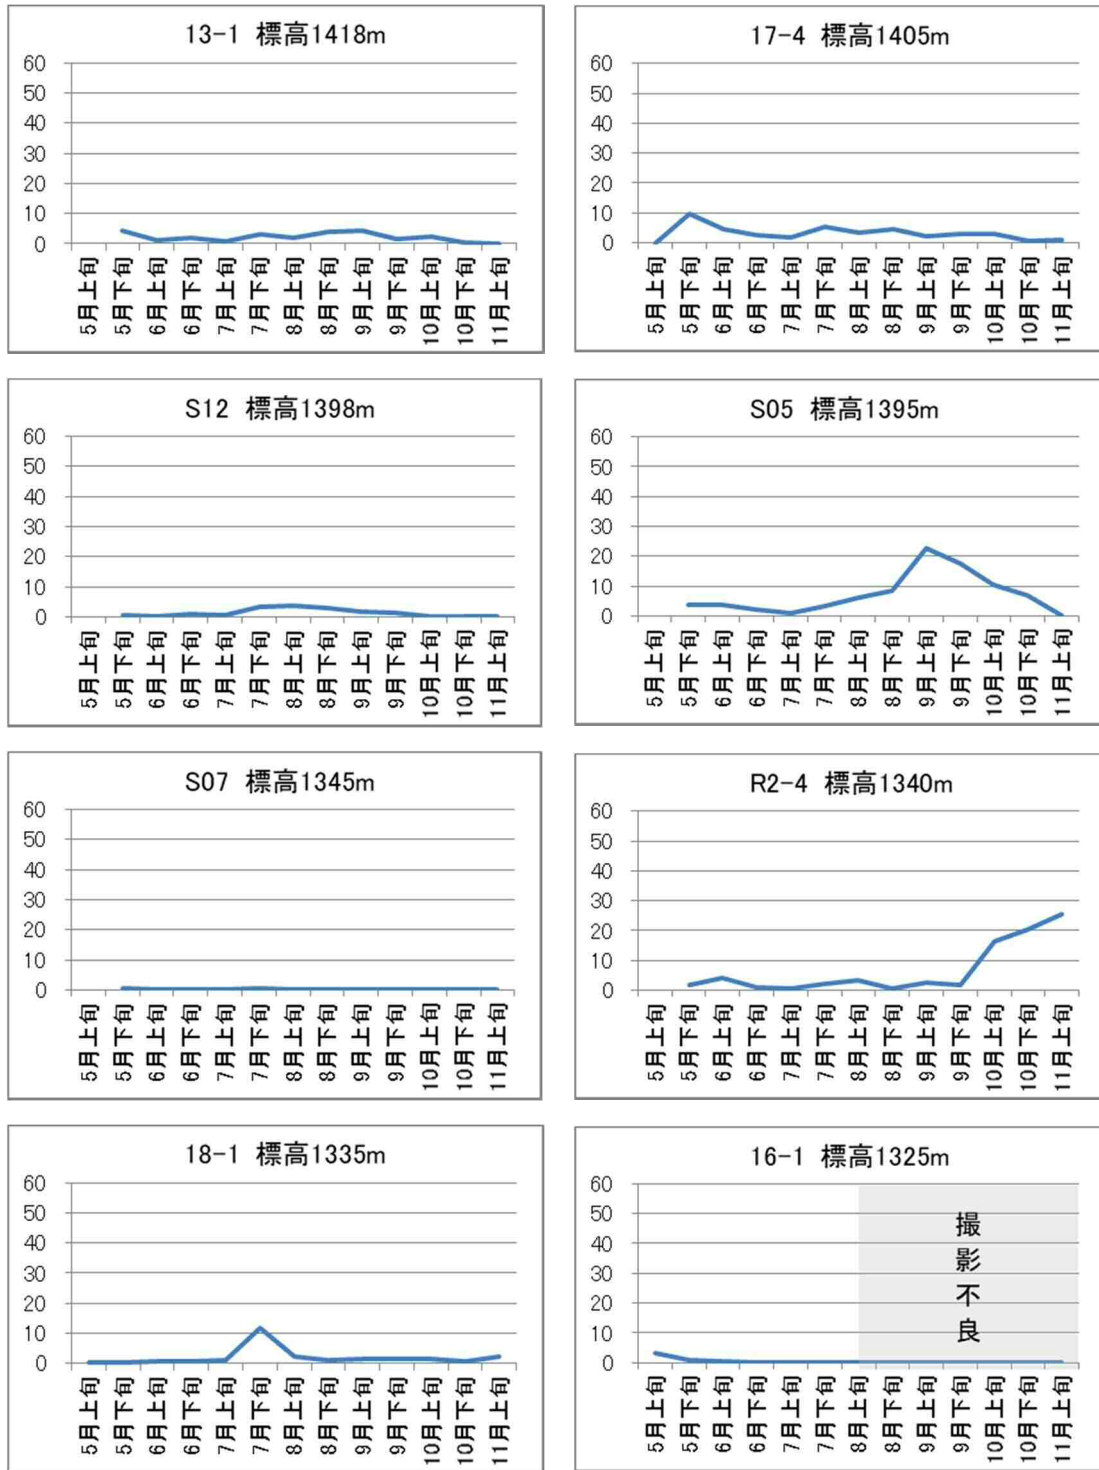 13-1 標高1418m
60
50
40
30
20
10
0
5月上旬
5月下旬
6月上旬
6月下旬
7月上旬
7月下旬
8月上旬
8月下旬
9月上旬
9月下旬
10月上旬
10月下旬
11月上旬
17-4 標高1405m
60
50
40
30
20
10
0
5月上旬
5月下旬
6月上旬
6月下旬
7月上旬
7月下旬
8月上旬
8月下旬
9月上旬
9月下旬
10月上旬
10月下旬
11月上旬
S12 標高1398m
60
50
40
30
20
10
0
5月上旬
5月下旬
6月上旬
6月下旬
7月上旬
7月下旬
8月上旬
8月下旬
9月上旬
9月下旬
10月上旬
10月下旬
11月上旬
S05 標高1395m
60
50
40
30
20
10
0
5月上旬
5月下旬
6月上旬
6月下旬
7月上旬
7月下旬
8月上旬
8月下旬
9月上旬
9月下旬
10月上旬
10月下旬
11月上旬
S07 標高1345m
60
50
40
30
20
10
0
5月上旬
5月下旬
6月上旬
6月下旬
7月上旬
7月下旬
8月上旬
8月下旬
9月上旬
9月下旬
10月上旬
10月下旬
11月上旬
R2-4 標高1340m
60
50
40
30
20
10
0
5月上旬
5月下旬
6月上旬
6月下旬
7月上旬
7月下旬
8月上旬
8月下旬
9月上旬
9月下旬
10月上旬
10月下旬
11月上旬
18-1 標高1335m
60
50
40
30
20
10
0
5月上旬
5月下旬
6月上旬
6月下旬
7月上旬
7月下旬
8月上旬
8月下旬
9月上旬
9月下旬
10月上旬
10月下旬
11月上旬
16-1 標高1325m
60
50
40
30
20
10
0
撮影不良
5月上旬
5月下旬
6月上旬
6月下旬
7月上旬
7月下旬
8月上旬
8月下旬
9月上旬
9月下旬
10月上旬
10月下旬
11月上旬